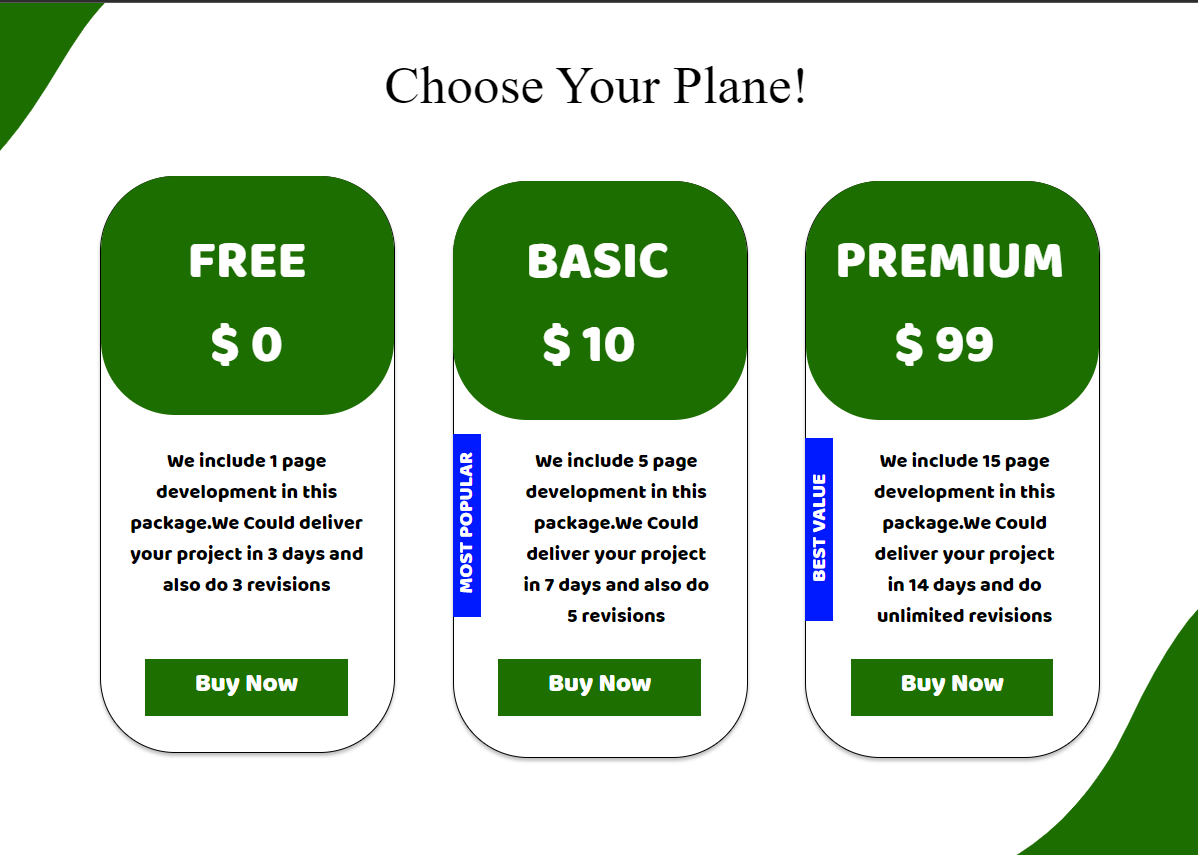 Choose Your Plane!
FREE
$ 0
We include 1 page
development in this
package.We Could deliver
your project in 3 days and
also do 3 revisions
Buy Now
BASIC
$ 10
MOST POPULAR
We include 5 page
development in this
package.We Could
deliver your project
in 7 days and also do
5 revisions
Buy Now
PREMIUM
$ 99
BEST VALUE
We include 15 page
development in this
package.We Could
deliver your project
in 14 days and do
unlimited revisions
Buy Now